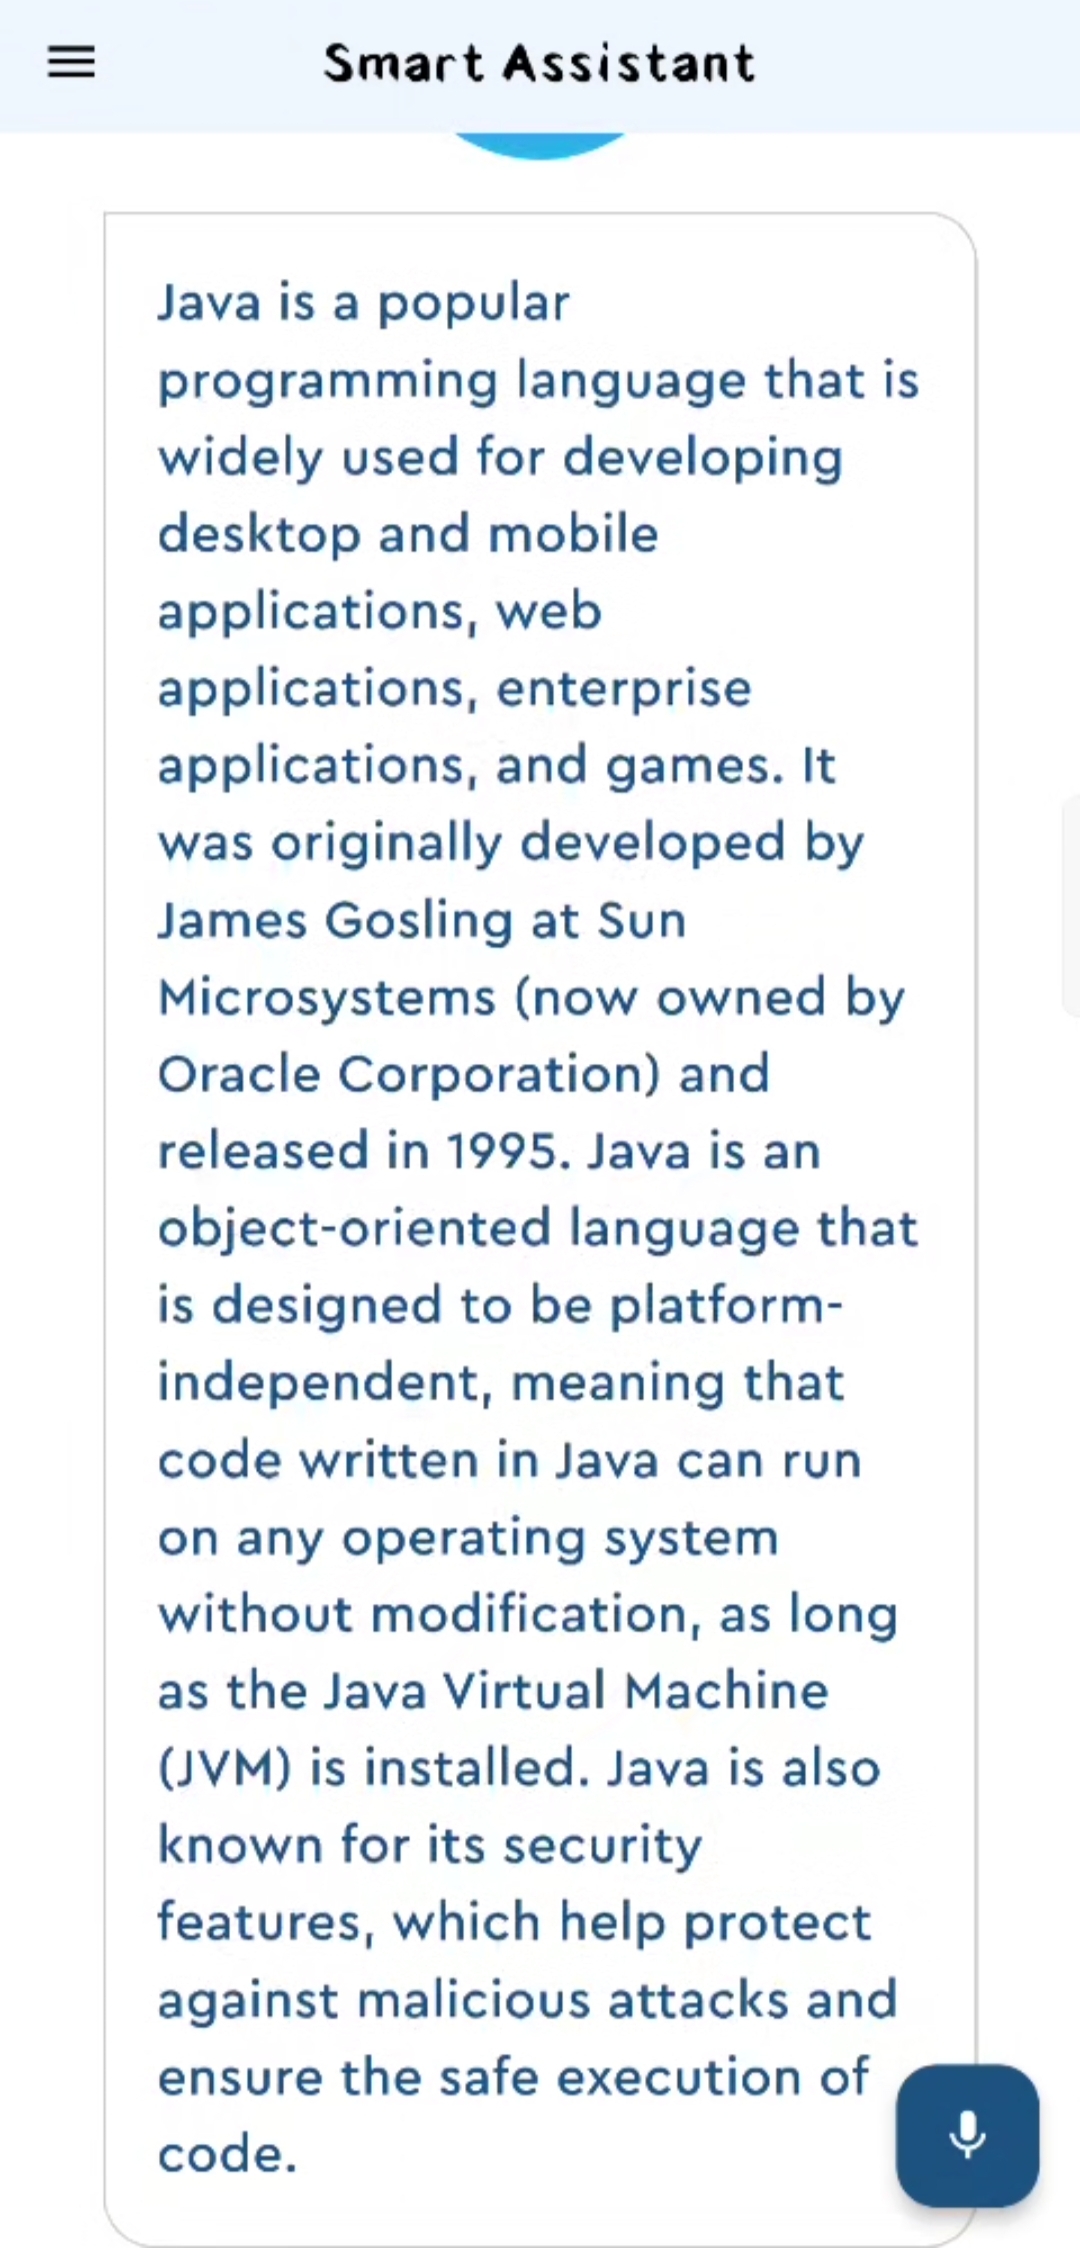 Smart Assistant
Java is a popular
programming language that is
widely used for developing
desktop and mobile
applications, web
applications, enterprise
applications, and games. It
was originally developed by
James Gosling at Sun
Microsystems (now owned by
Oracle Corporation) and
released in 1995. Java is an
object-oriented language that
is designed to be platform-
independent, meaning that
code written in Java can run
on any operating system
without modification, as long
as the Java Virtual Machine
(JVM) is installed. Java is also
known for its security
features, which help protect
against malicious attacks and
ensure the safe execution of
code.